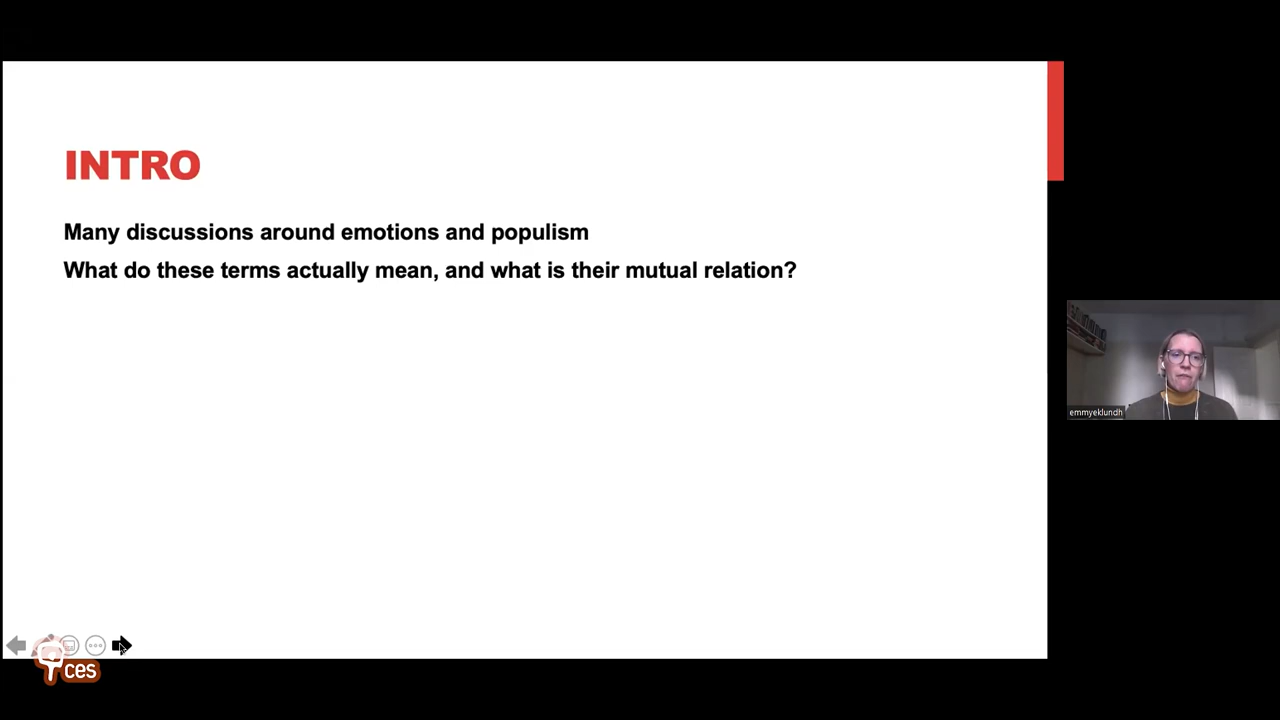 INTRO
Many discussions around emotions and populism
What do these terms actually mean, and what is their mutual relation?
emmyeklundh
ces